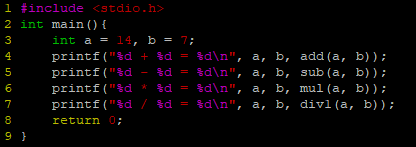 1 #include <stdio.h>
2 int main(){
3     int a = 14, b = 7;
4     printf("%d + %d = %d\n", a, b, add(a, b));
5     printf("%d - %d = %d\n", a, b, sub(a, b));
6     printf("%d * %d = %d\n", a, b, mul(a, b));
7     printf("%d / %d = %d\n", a, b, div1(a, b));
8     return 0;
9 }